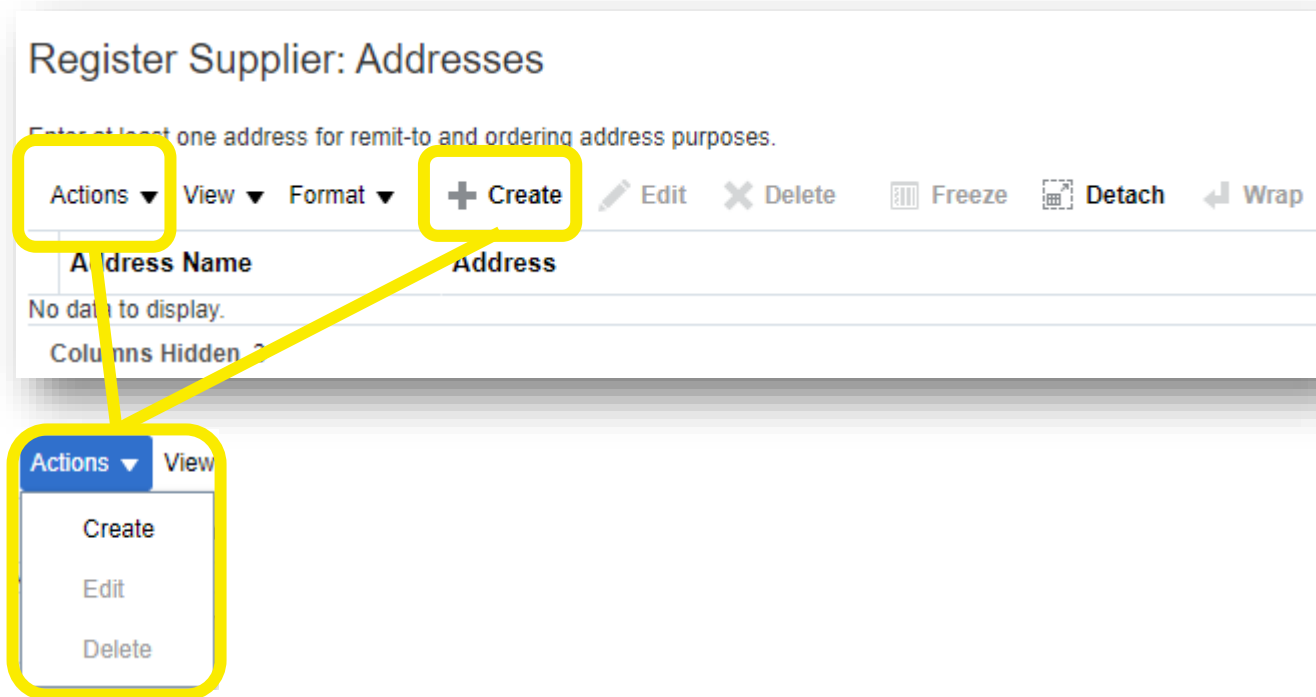 Register Supplier: Addresses
Enter at least one address for remit-to and ordering address purposes.
Actions View Format Create Edit Delete Freeze Detach Wrap
Address Name Address
No data to display.
Columns Hidden
Actions View
Create
Edit
Delete